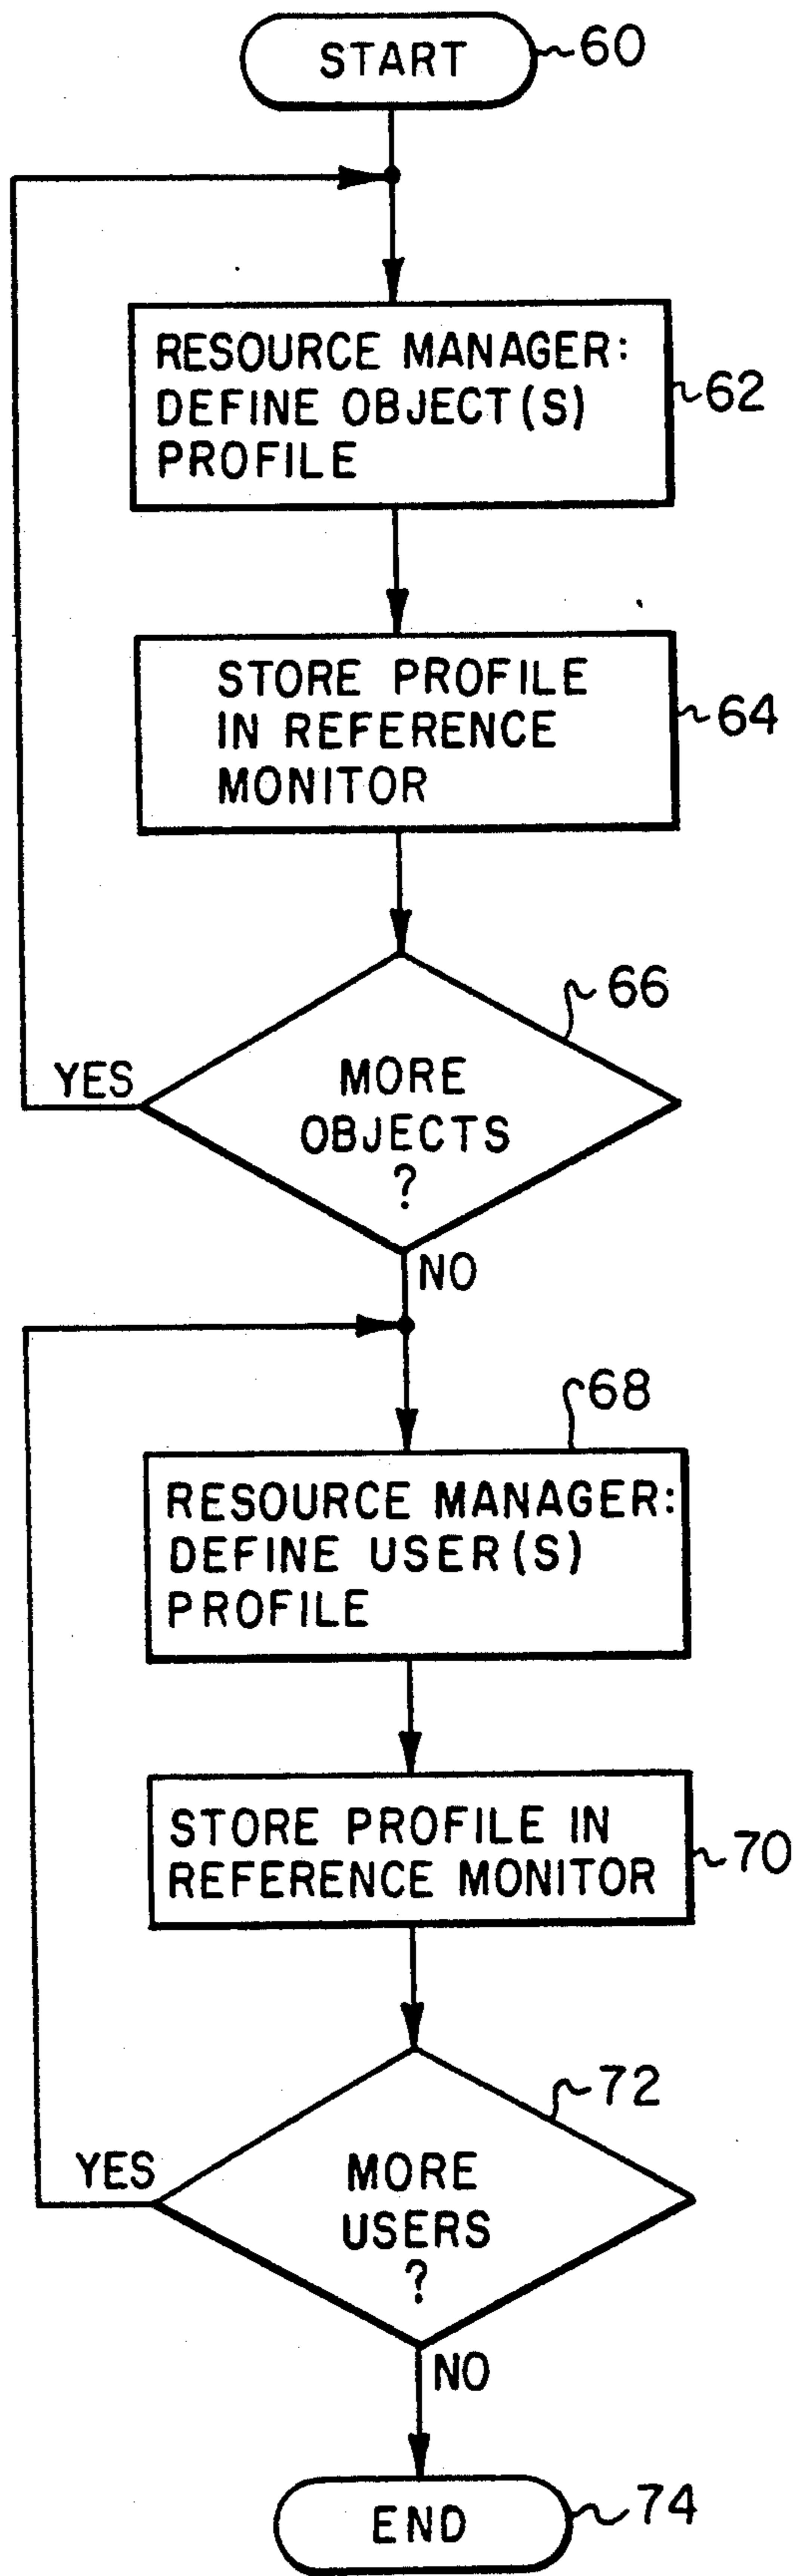 START
60
RESOURCE MANAGER:
DEFINE OBJECT(S)
PROFILE
62
STORE PROFILE
IN REFERENCE
MONITOR
64
66
YES
MORE
OBJECTS
?
NO
68
RESOURCE MANAGER:
DEFINE USER(S)
PROFILE
STORE PROFILE IN
REFERENCE MONITOR
70
72
YES
MORE
USERS
?
NO
END
74